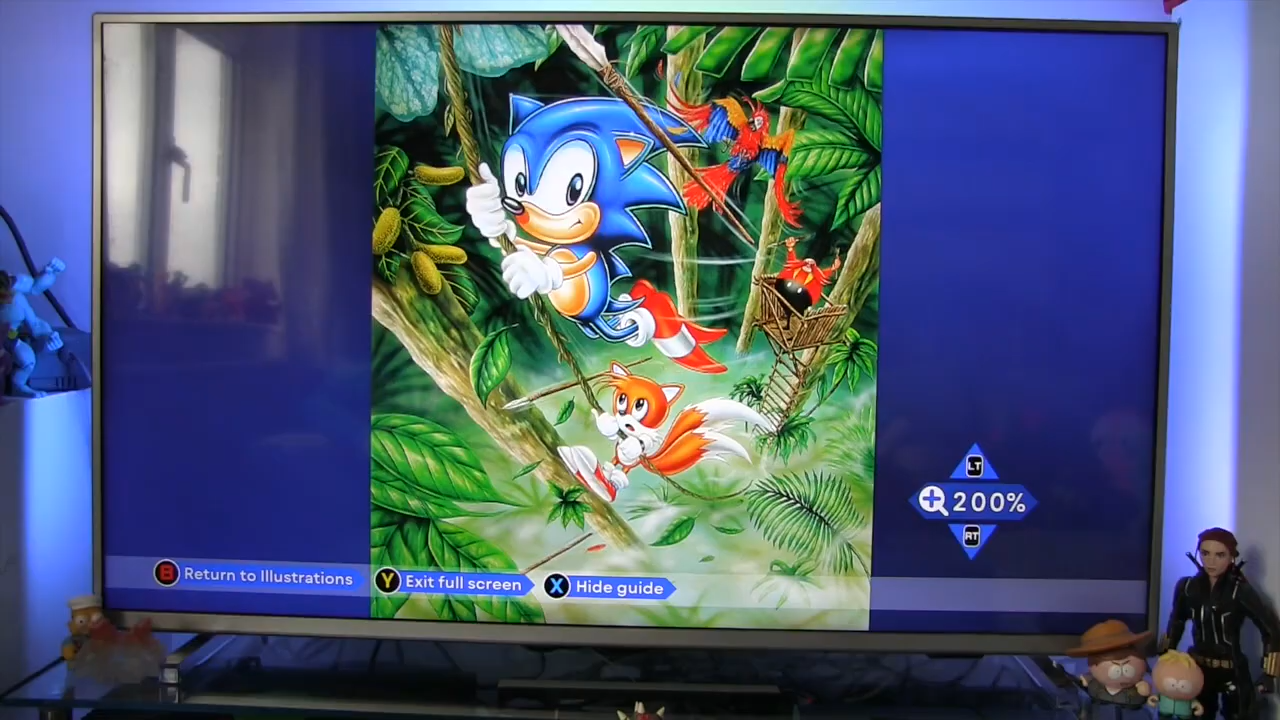 LT
200%
RT
B Return to Illustrations
Y Exit full screen
X Hide guide